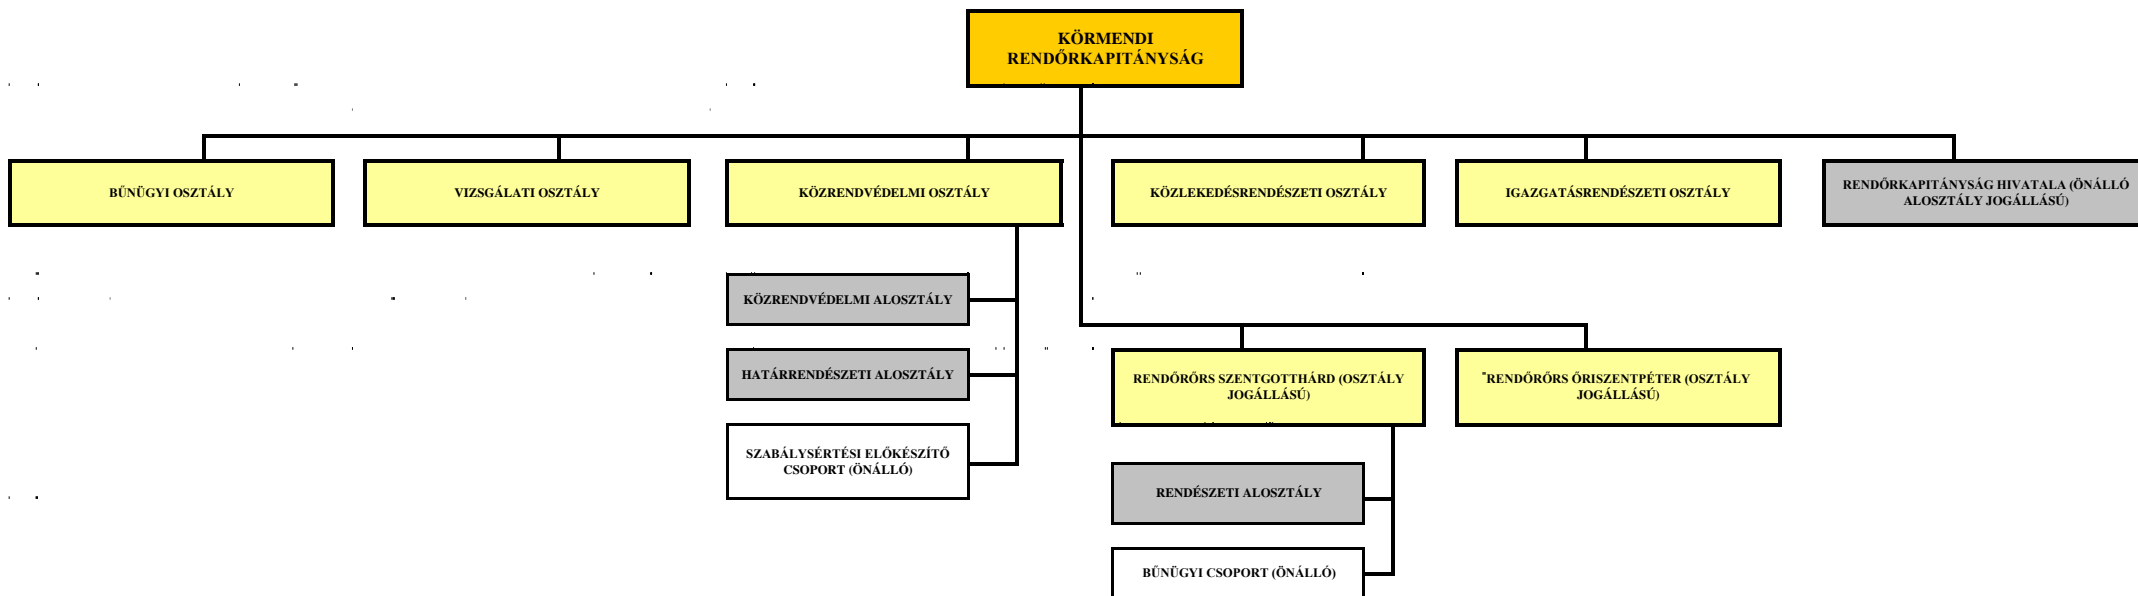 KÖRMENDI
RENDŐRKAPITÁNYSÁG
BŰNÜGYI OSZTÁLY
VIZSGÁLATI OSZTÁLY
KÖZRENDVÉDELMI OSZTÁLY
KÖZLEKEDÉSRENDÉSZETI OSZTÁLY
IGAZGATÁSRENDÉSZETI OSZTÁLY
RENDŐRKAPITÁNYSÁG HIVATALA (ÖNÁLLÓ
ALOSZTÁLY JOGÁLLÁSÚ)
KÖZRENDVÉDELMI ALOSZTÁLY
HATÁRRENDÉSZETI ALOSZTÁLY
SZABÁLYSÉRTÉSI ELŐKÉSZÍTŐ
CSOPORT (ÖNÁLLÓ)
RENDŐRŐRS SZENTGOTTHÁRD (OSZTÁLY
JOGÁLLÁSÚ)
"RENDŐRŐRS ŐRISZENTPÉTER (OSZTÁLY
JOGÁLLÁSÚ)
RENDÉSZETI ALOSZTÁLY
BŰNÜGYI CSOPORT (ÖNÁLLÓ)